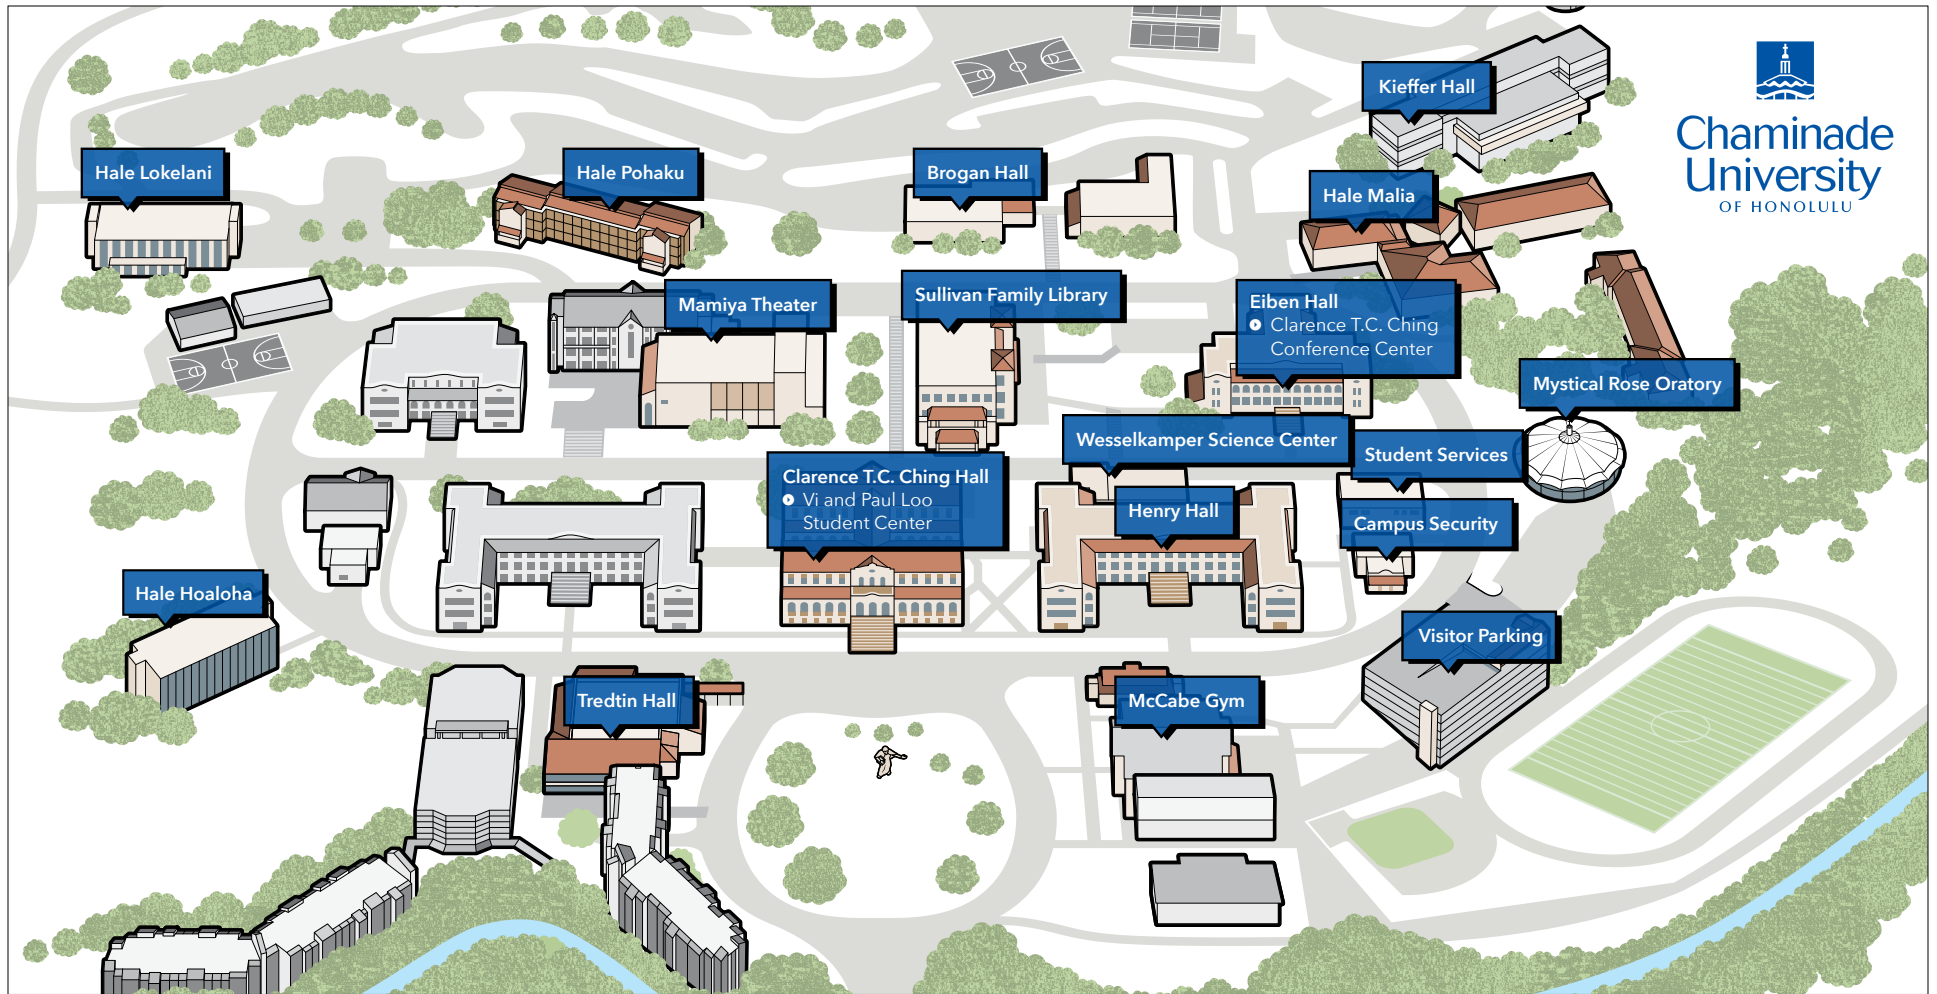 Kieffer Hall
Chaminade
University
OF HONOLULU
Hale Lokelani
Hale Pohaku
Brogan Hall
Hale Malia
Mamiya Theater
Sullivan Family Library
Eiben Hall
Clarence T.C. Ching
Conference Center
Mystical Rose Oratory
Wesselkamper Science Center
Student Services
Clarence T.C. Ching Hall
Vi and Paul Loo
Student Center
Henry Hall
Campus Security
Hale Hoaloha
Visitor Parking
Tredtin Hall
McCabe Gym